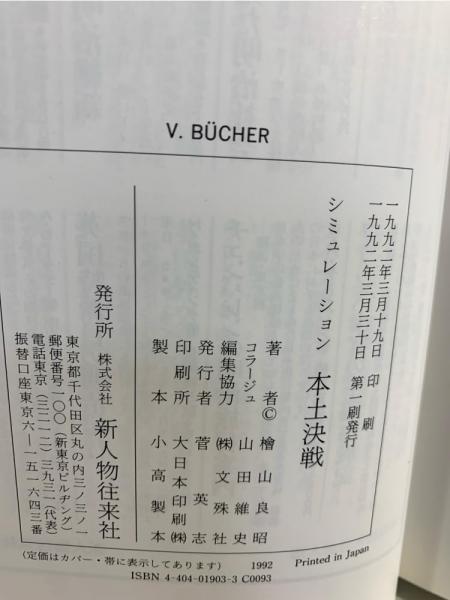 V. BÜCHER
一九九二年三月十九日 印 刷
一九九二年三月三十日 第一刷発行
シミュレーション 本土決戦
著 者© 檜山良昭
コラージュ 山田維史
編集協力 ㈱文殊社
発行者 菅 英志
印刷所 大日本印刷㈱
製 本 小高製本
発行所 株式会社 新人物往来社
東京都千代田区丸の内三ノ三ノ一
郵便番号一〇〇(新東京ビルヂング)
電話東京(三二一二)三九三一(代表)
振替口座東京六—一五一六四三番
(定価はカバー・帯に表示してあります) 1992 Printed in Japan
ISBN 4-404-01903-3 C0093